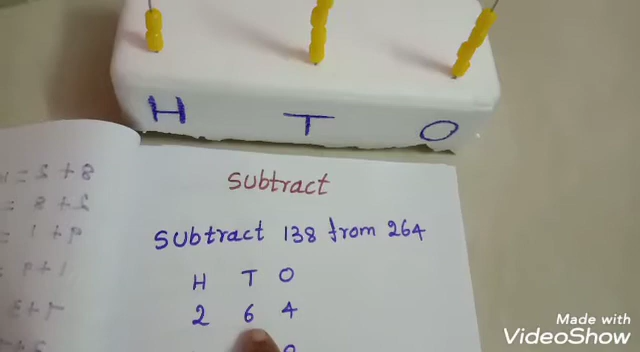 H T O
subtract
subtract 138 from 264
H T O
2 6 4
Made with
VideoShow